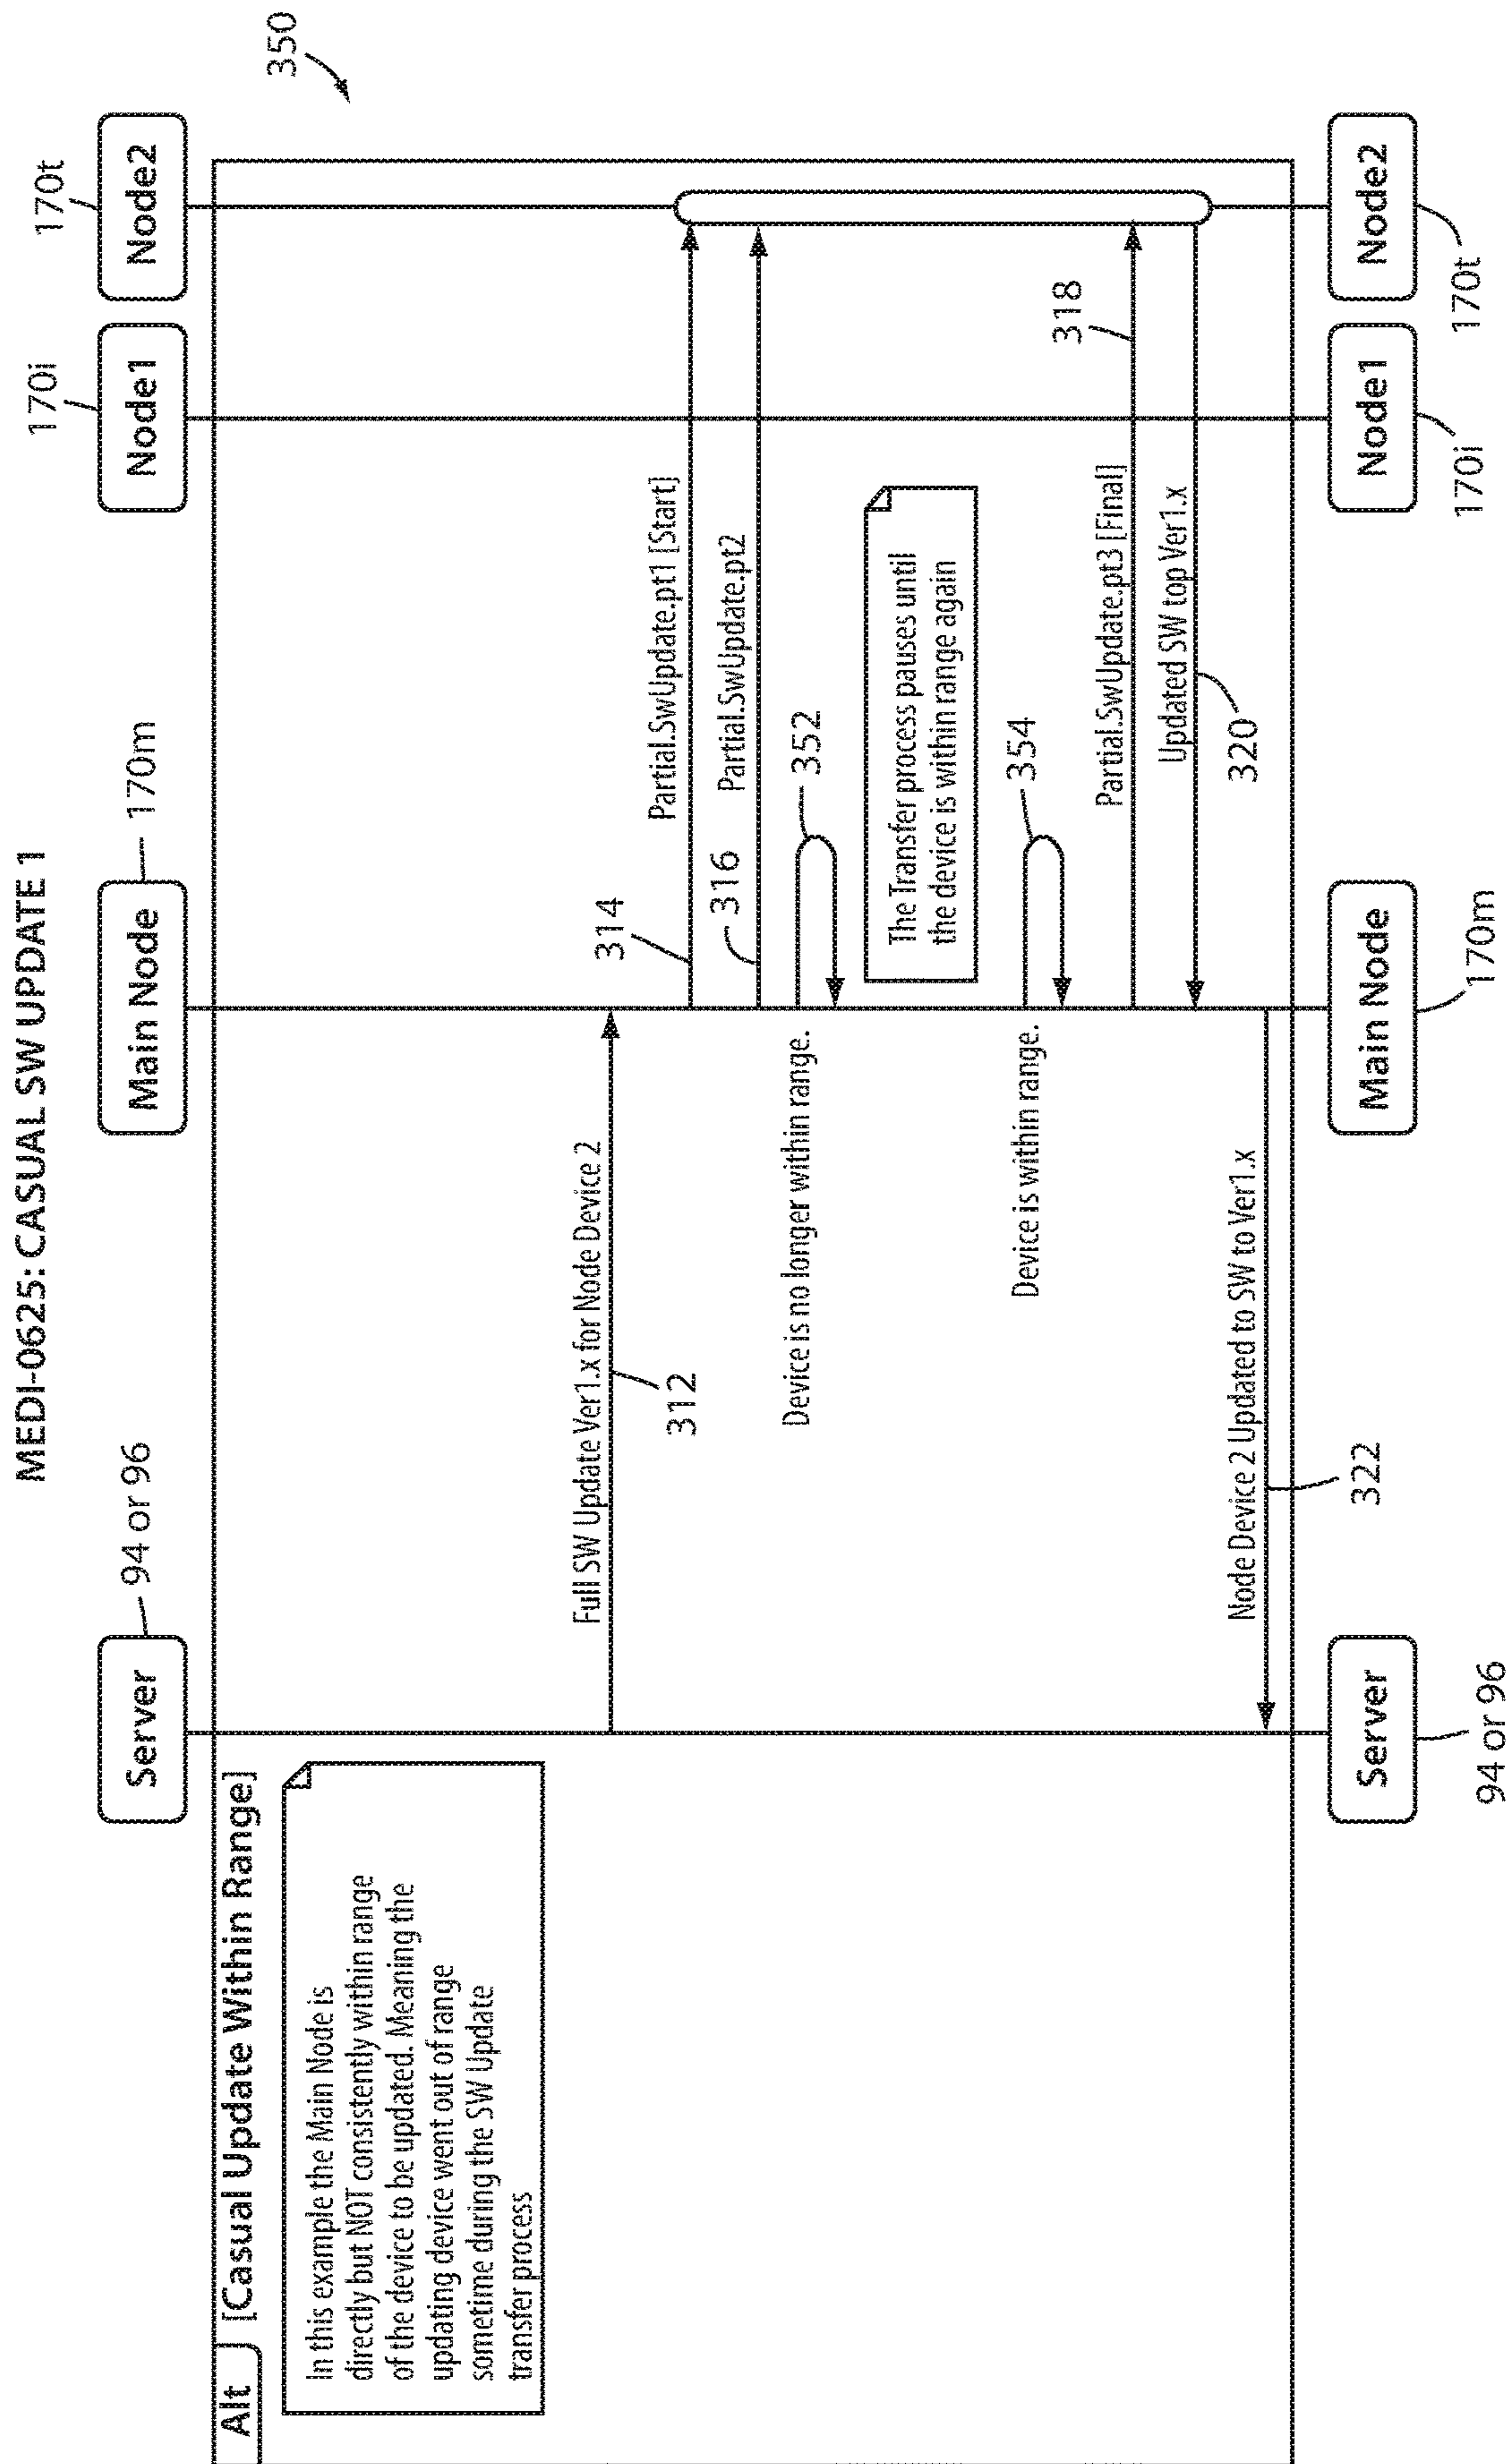 MEDI-0625: CASUAL SW UPDATE 1
350
94 or 96
170m
170i
170t
Server
Main Node
Node1
Node2
Alt
[Casual Update Within Range]
In this example the Main Node is
directly but NOT consistently within range
of the device to be updated. Meaning the
updating device went out of range
sometime during the SW Update
transfer process
Full SW Update Ver1.x for Node Device 2
312
314
Partial.SwUpdate.pt1 [Start]
316
Partial.SwUpdate.pt2
Device is no longer within range.
352
The Transfer process pauses until
the device is within range again
Device is within range.
354
318
Partial.SwUpdate.pt3 [Final]
Updated SW top Ver1.x
320
Node Device 2 Updated to SW to Ver1.x
322
Server
Main Node
Node1
Node2
94 or 96
170m
170i
170t